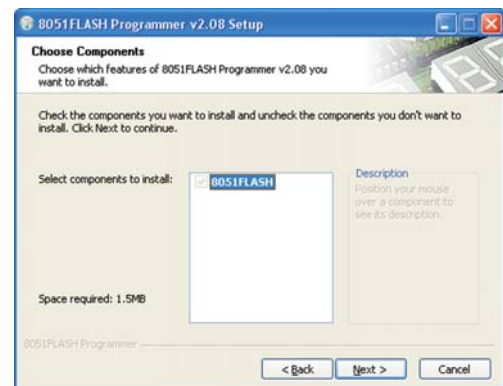 8051FLASH Programmer v2.08 Setup
Choose Components
Choose which features of 8051FLASH Programmer v2.08 you
want to install.
Check the components you want to install and uncheck the components you don't want to
install. Click Next to continue.
Select components to install:
8051FLASH
Description
Position your mouse
over a component to
see its description.
Space required: 1.5MB
8051FLASH Programmer
< Back
Next >
Cancel